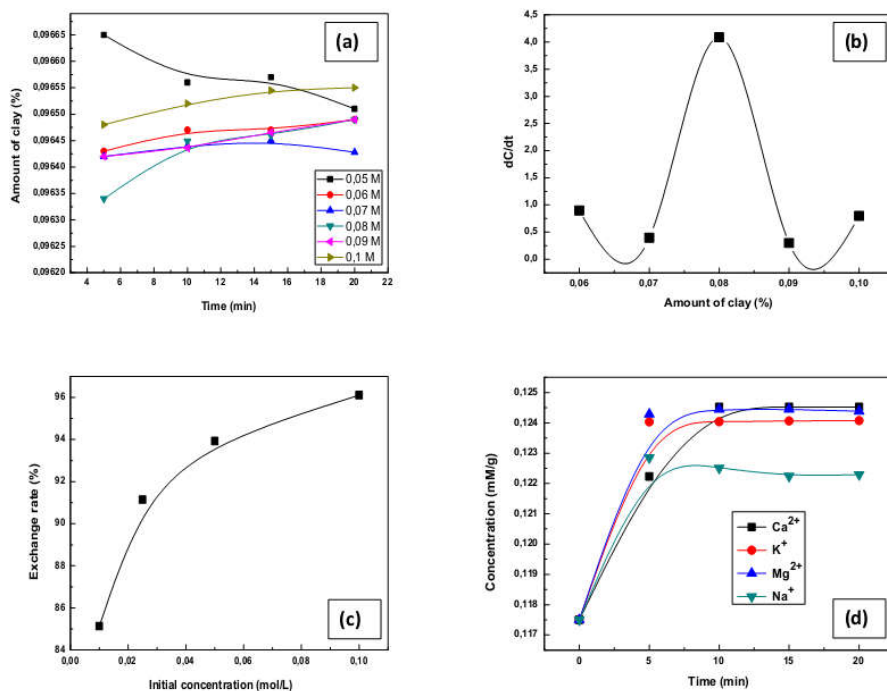 (a)
Amount of clay (%)
0,09665
0,09660
0,09655
0,09650
0,09645
0,09640
0,09635
0,09630
0,09625
0,09620
0,05 M
0,06 M
0,07 M
0,08 M
0,09 M
0,1 M
4 6 8 10 12 14 16 18 20 22
Time (min)
(b)
dC/dt
4,5
4,0
3,5
3,0
2,5
2,0
1,5
1,0
0,5
0,0
0,06 0,07 0,08 0,09 0,10
Amount of clay (%)
(c)
Exchange rate (%)
96
94
92
90
88
86
84
0,00 0,02 0,04 0,06 0,08 0,10
Initial concentration (mol/L)
(d)
Concentration (mM/g)
0,125
0,124
0,123
0,122
0,121
0,120
0,119
0,118
0,117
Ca2+
K+
Mg2+
Na+
0 5 10 15 20
Time (min)